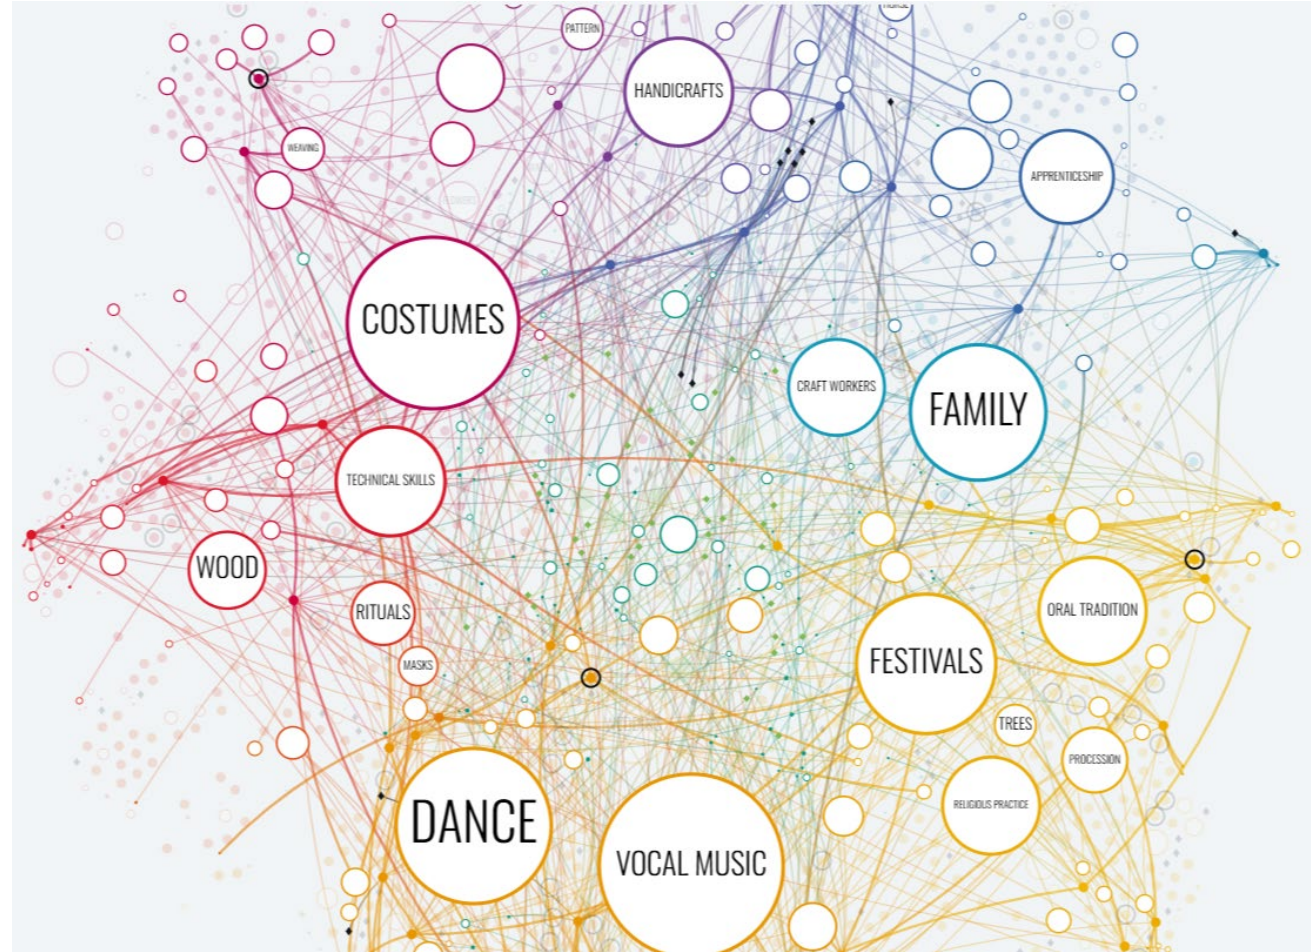 PATTERN
HANDICRAFTS
WEAVING
APPRENTICESHIP
COSTUMES
CRAFT WORKERS
FAMILY
TECHNICAL SKILLS
WOOD
RITUALS
ORAL TRADITION
MASKS
FESTIVALS
TREES
PROCESSION
RELIGIOUS PRACTICE
DANCE
VOCAL MUSIC